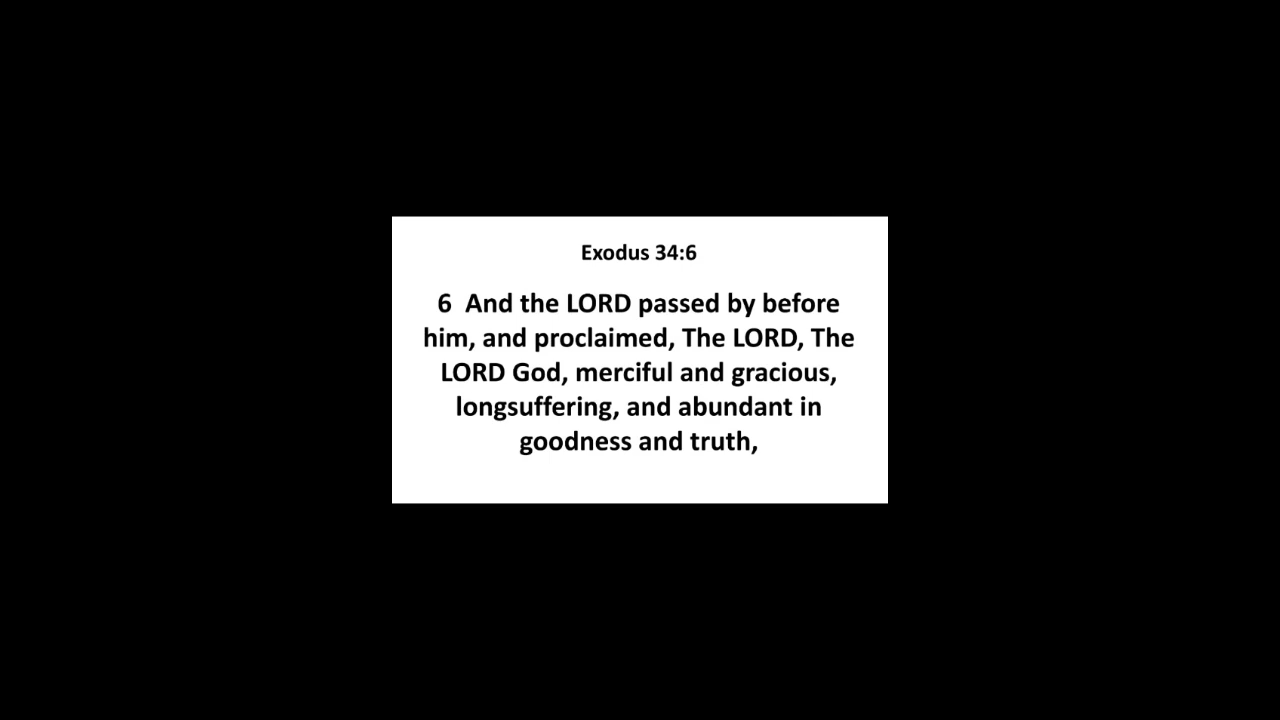 Exodus 34:6
6  And the LORD passed by before
him, and proclaimed, The LORD, The
LORD God, merciful and gracious,
longsuffering, and abundant in
goodness and truth,